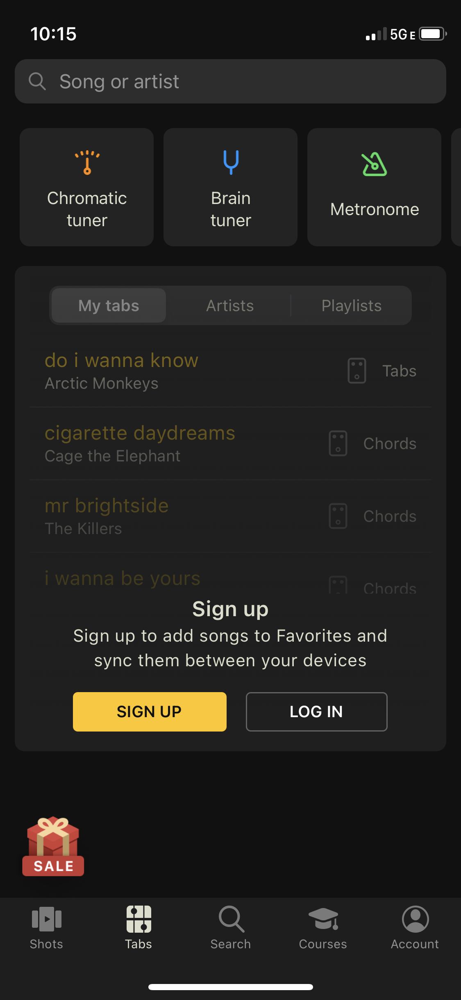 10:15
5G E
Song or artist
Chromatic
tuner
Brain
tuner
Metronome
My tabs
Artists
Playlists
do i wanna know
Arctic Monkeys
Tabs
cigarette daydreams
Cage the Elephant
Chords
mr brightside
The Killers
Chords
i wanna be yours
Chords
Sign up
Sign up to add songs to Favorites and
sync them between your devices
SIGN UP
LOG IN
SALE
Shots
Tabs
Search
Courses
Account